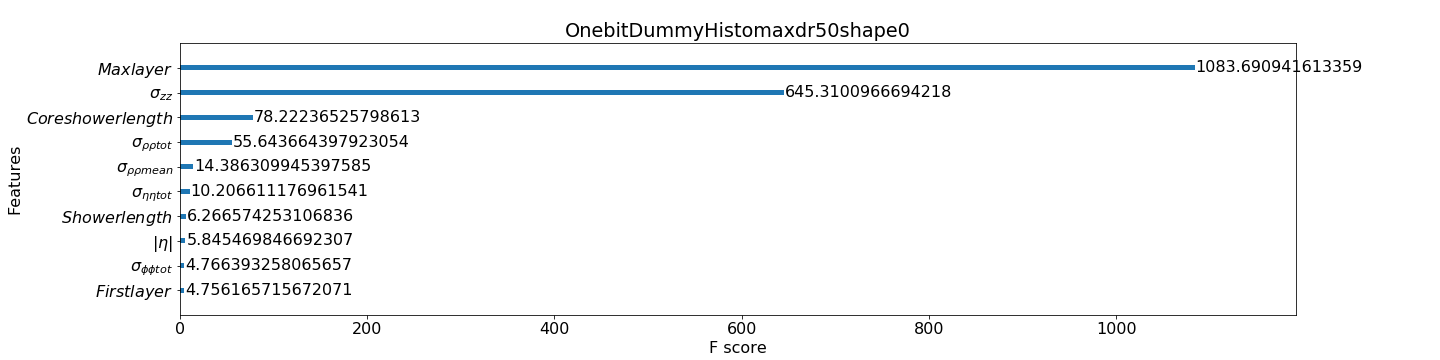 OnebitDummyHistomaxdr50shape0
Maxlayer 1083.690941613359
σzz 645.3100966694218
Coreshowerlength 78.22236525798613
σρρtot 55.643664397923054
σρρmean 14.386309945397585
σηηtot 10.206611176961541
Showerlength 6.266574253106836
|η| 5.845469846692307
σϕϕtot 4.766393258065657
Firstlayer 4.756165715672071
Features
0 200 400 600 800 1000
F score